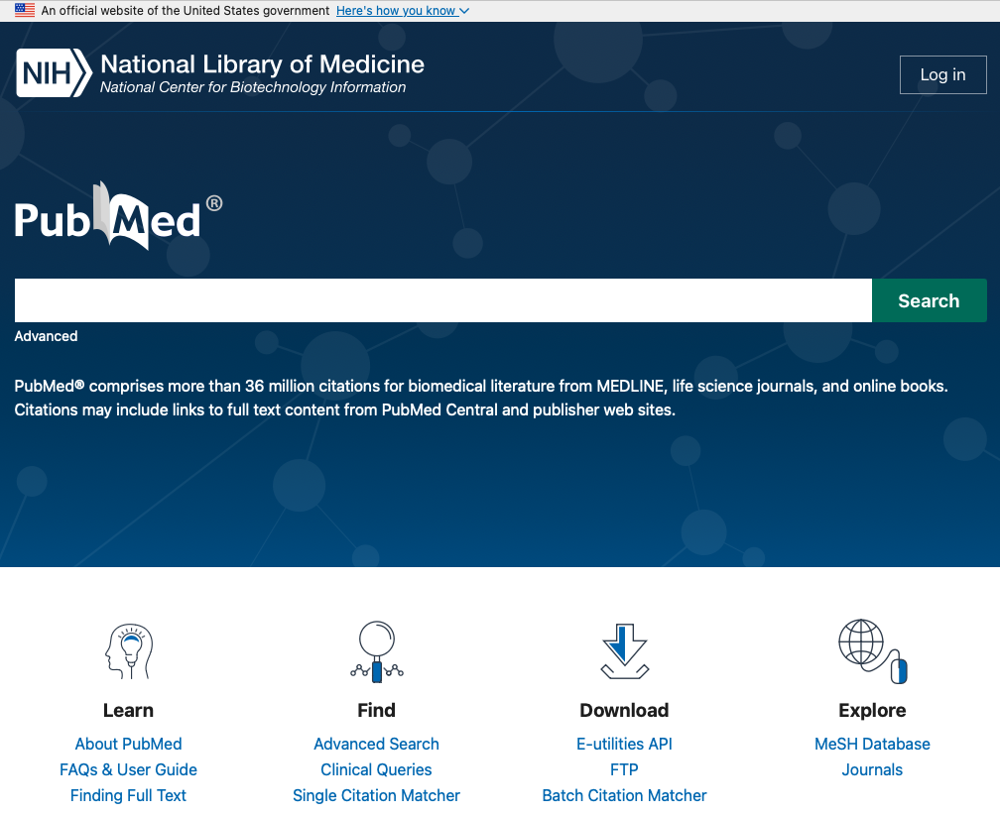 An official website of the United States government Here's how you know
NIH National Library of Medicine
National Center for Biotechnology Information
Log in
PubMed®
Search
Advanced
PubMed® comprises more than 36 million citations for biomedical literature from MEDLINE, life science journals, and online books.
Citations may include links to full text content from PubMed Central and publisher web sites.
Learn
About PubMed
FAQs & User Guide
Finding Full Text
Find
Advanced Search
Clinical Queries
Single Citation Matcher
Download
E-utilities API
FTP
Batch Citation Matcher
Explore
MeSH Database
Journals